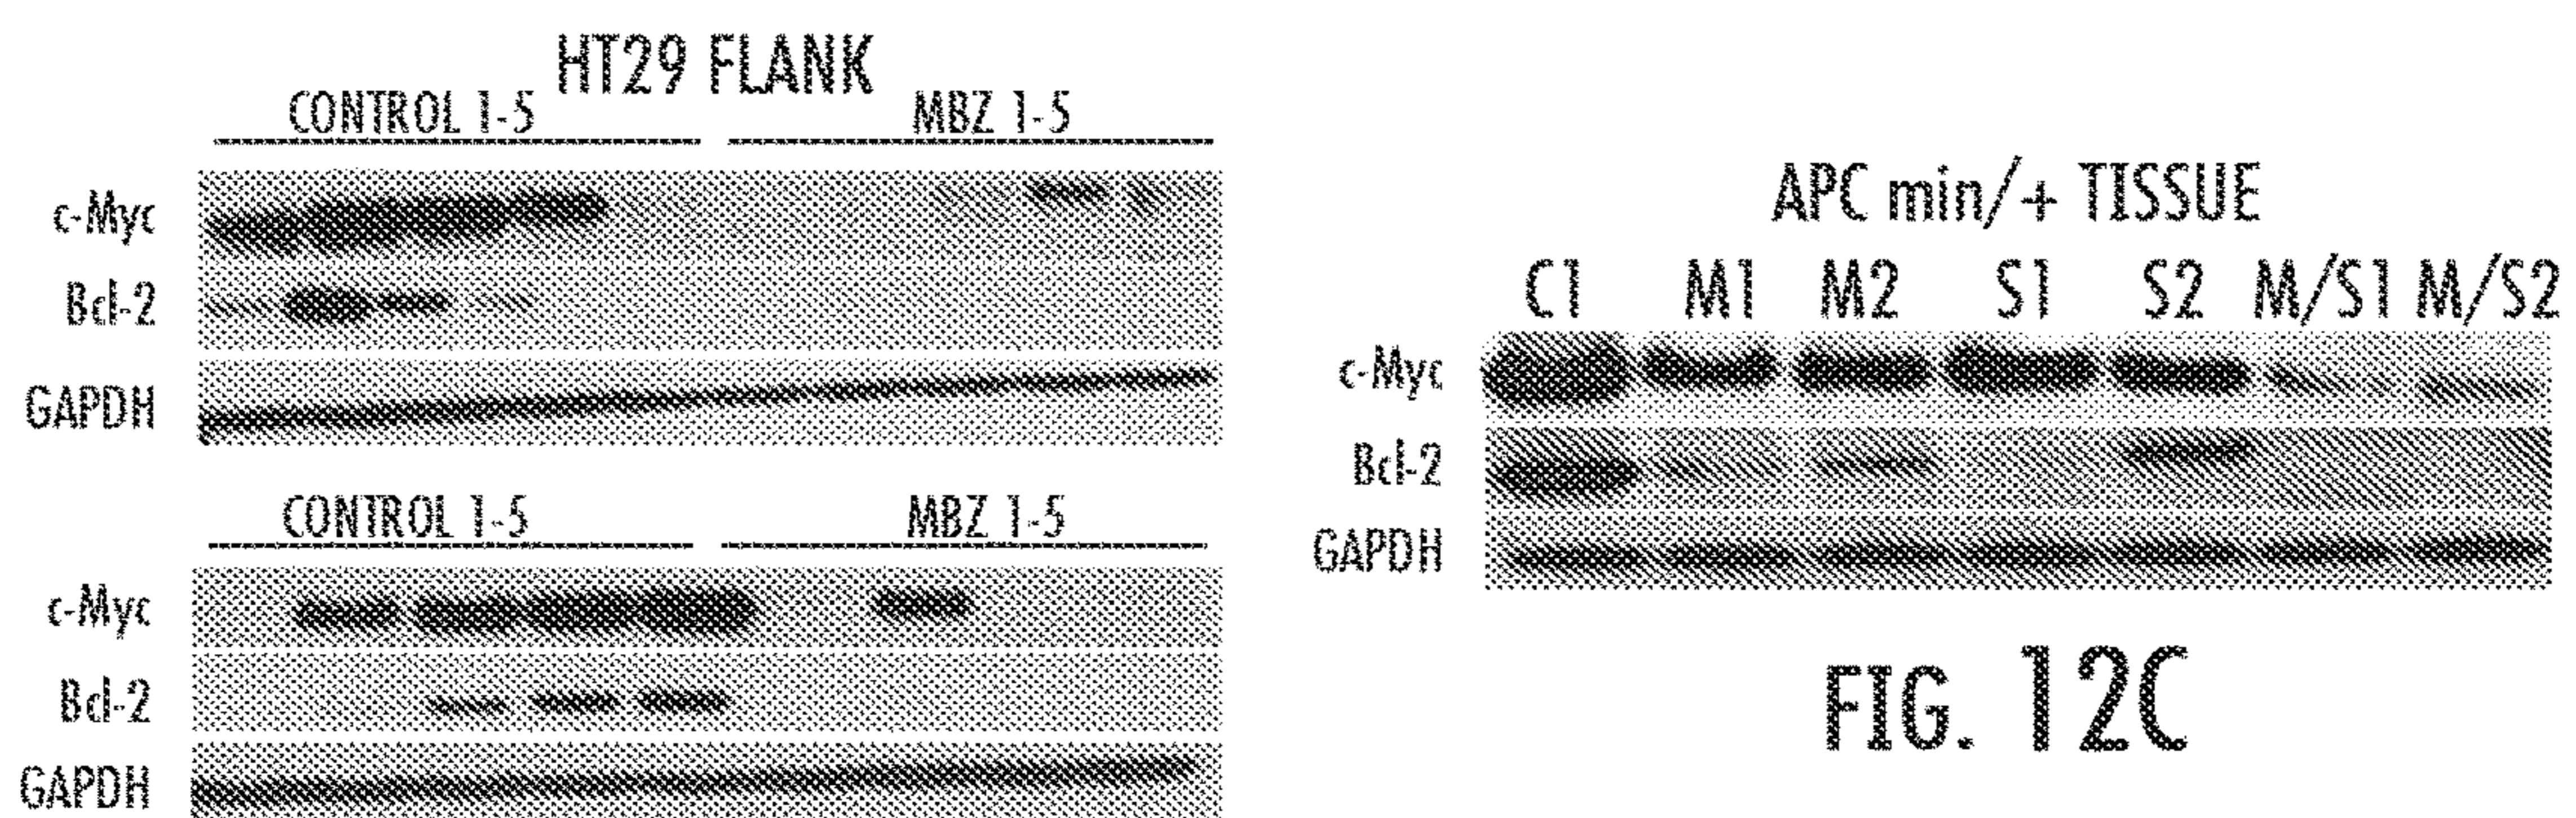 HT29 FLANK
CONTROL 1-5 MBZ 1-5
c-Myc
Bcl-2
GAPDH
CONTROL 1-5 MBZ 1-5
c-Myc
Bcl-2
GAPDH
APC min/+ TISSUE
C1 M1 M2 S1 S2 M/S1 M/S2
c-Myc
Bcl-2
GAPDH
FIG. 12C